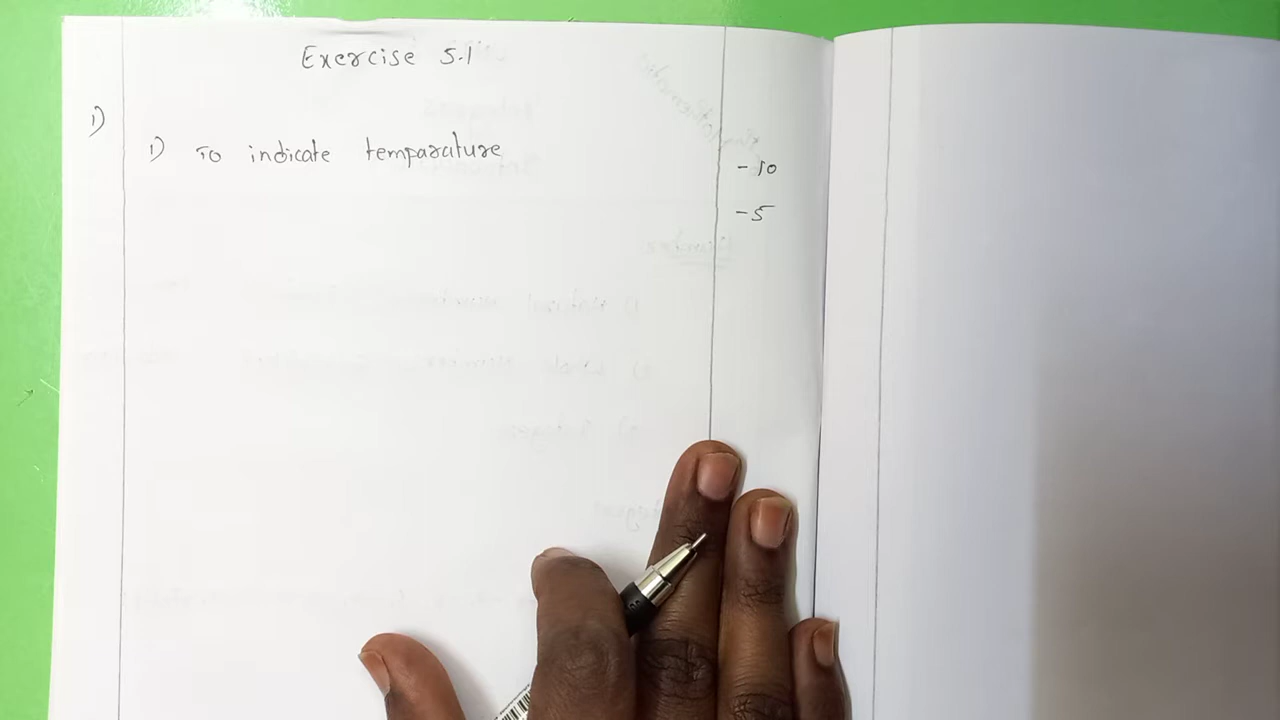 Exercise 5.1
1)
1) To indicate temparature
-10
-5